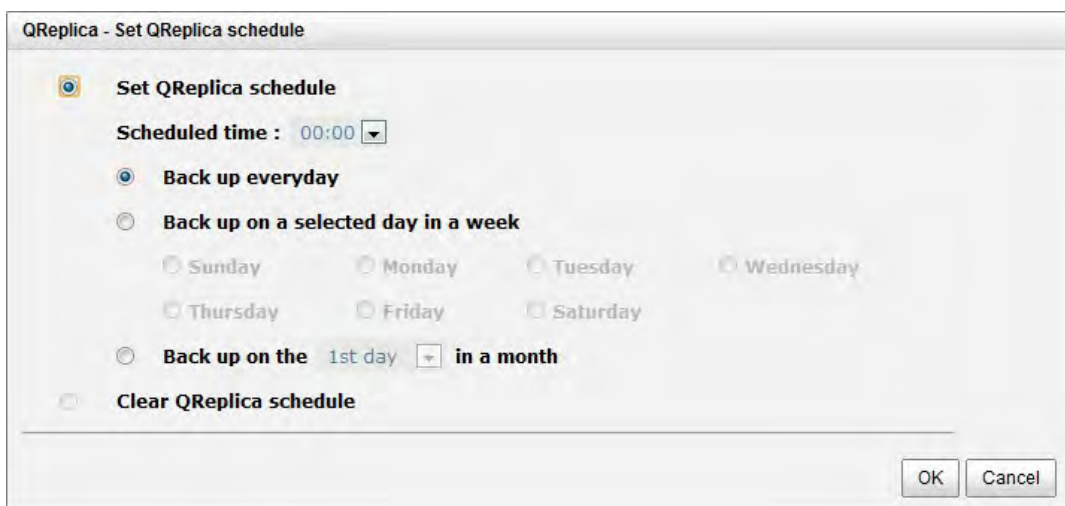 QReplica - Set QReplica schedule
Set QReplica schedule
Scheduled time : 00:00
Back up everyday
Back up on a selected day in a week
Sunday Monday Tuesday Wednesday
Thursday Friday Saturday
Back up on the 1st day in a month
Clear QReplica schedule
OK Cancel